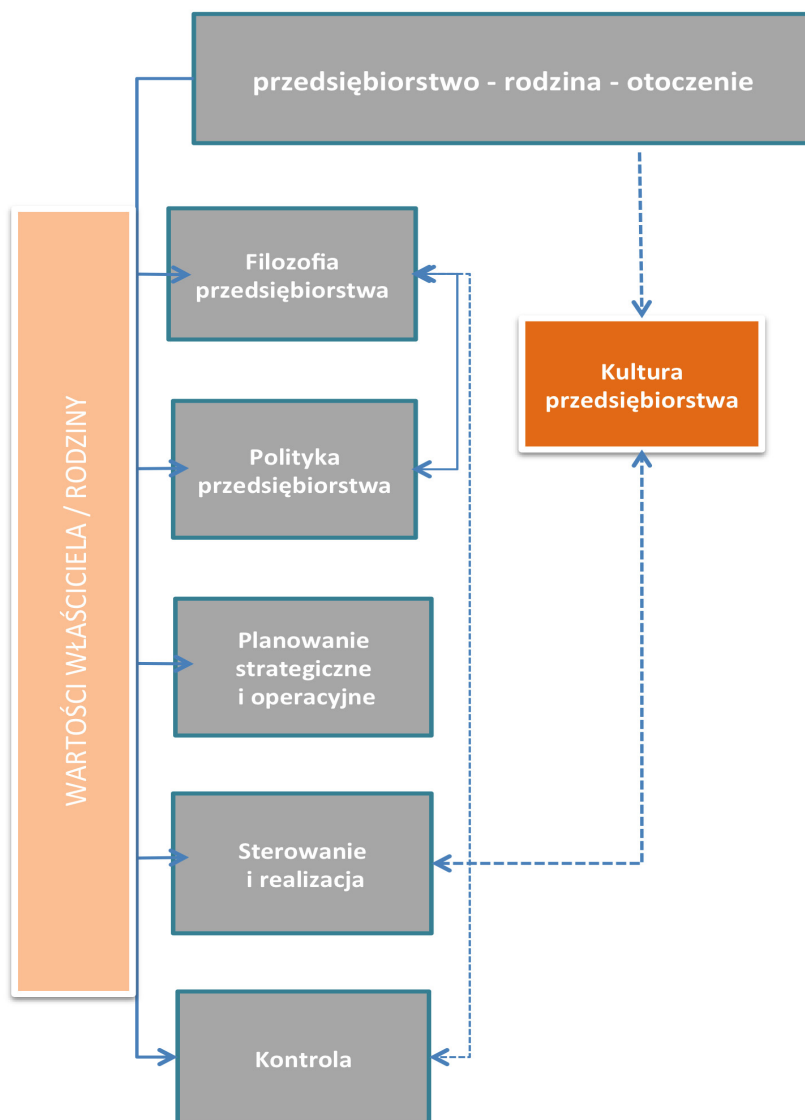 przedsiębiorstwo - rodzina - otoczenie
WARTOŚCI WŁAŚCICIELA / RODZINY
Filozofia
przedsiębiorstwa
Kultura
przedsiębiorstwa
Polityka
przedsiębiorstwa
Planowanie
strategiczne
i operacyjne
Sterowanie
i realizacja
Kontrola